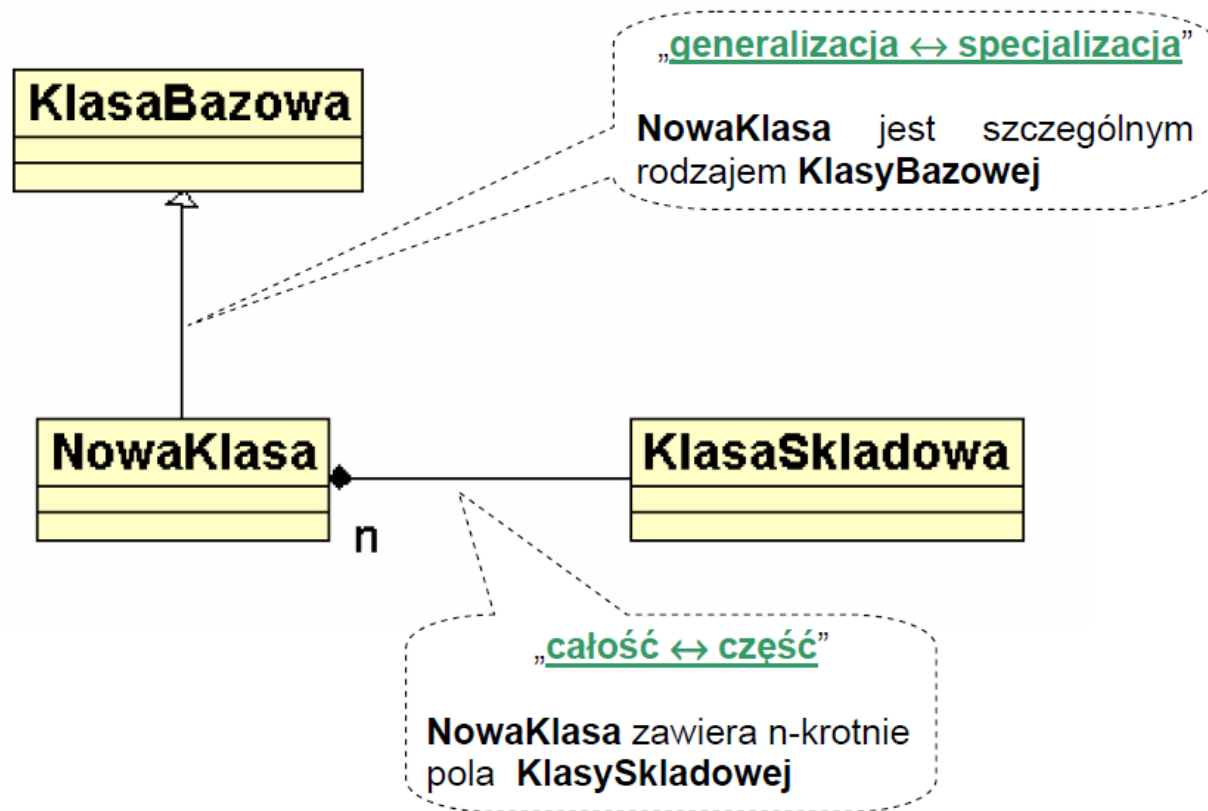 „generalizacja ↔ specjalizacja”
KlasaBazowa
NowaKlasa jest szczególnym
rodzajem KlasyBazowej
NowaKlasa
KlasaSkladowa
n
„całość ↔ część”
NowaKlasa zawiera n-krotnie
pola KlasySkladowej